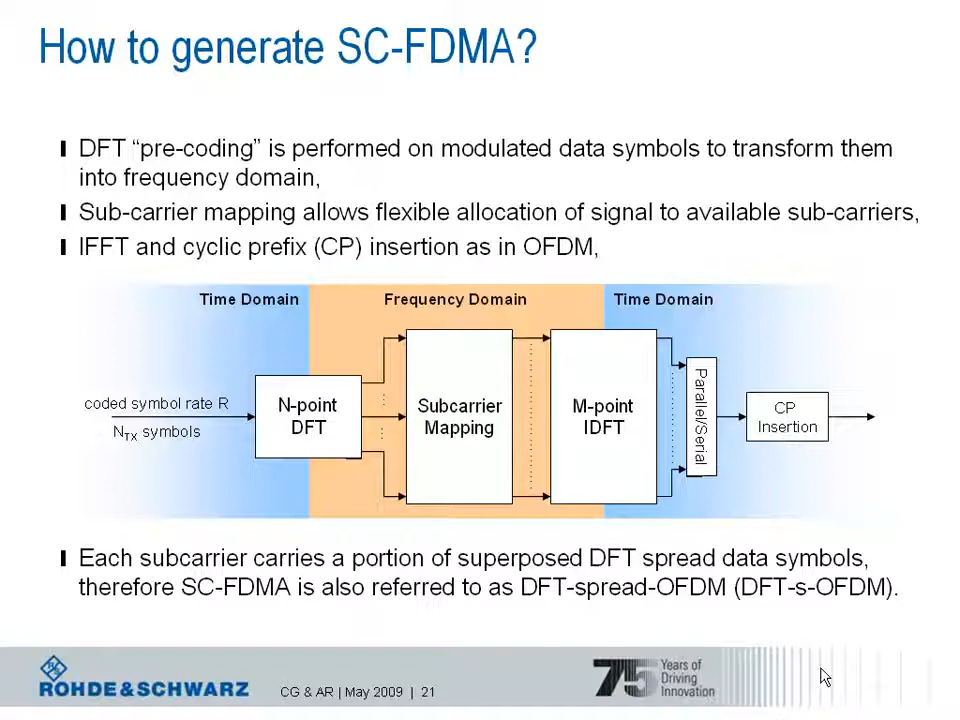 How to generate SC-FDMA?
DFT “pre-coding” is performed on modulated data symbols to transform them
into frequency domain,
Sub-carrier mapping allows flexible allocation of signal to available sub-carriers,
IFFT and cyclic prefix (CP) insertion as in OFDM,
Time Domain
Frequency Domain
Time Domain
coded symbol rate R
NTX symbols
N-point
DFT
Subcarrier
Mapping
M-point
IDFT
Parallel/Serial
CP
Insertion
Each subcarrier carries a portion of superposed DFT spread data symbols,
therefore SC-FDMA is also referred to as DFT-spread-OFDM (DFT-s-OFDM).
ROHDE&SCHWARZ
CG & AR | May 2009 | 21
75
Years of
Driving
Innovation